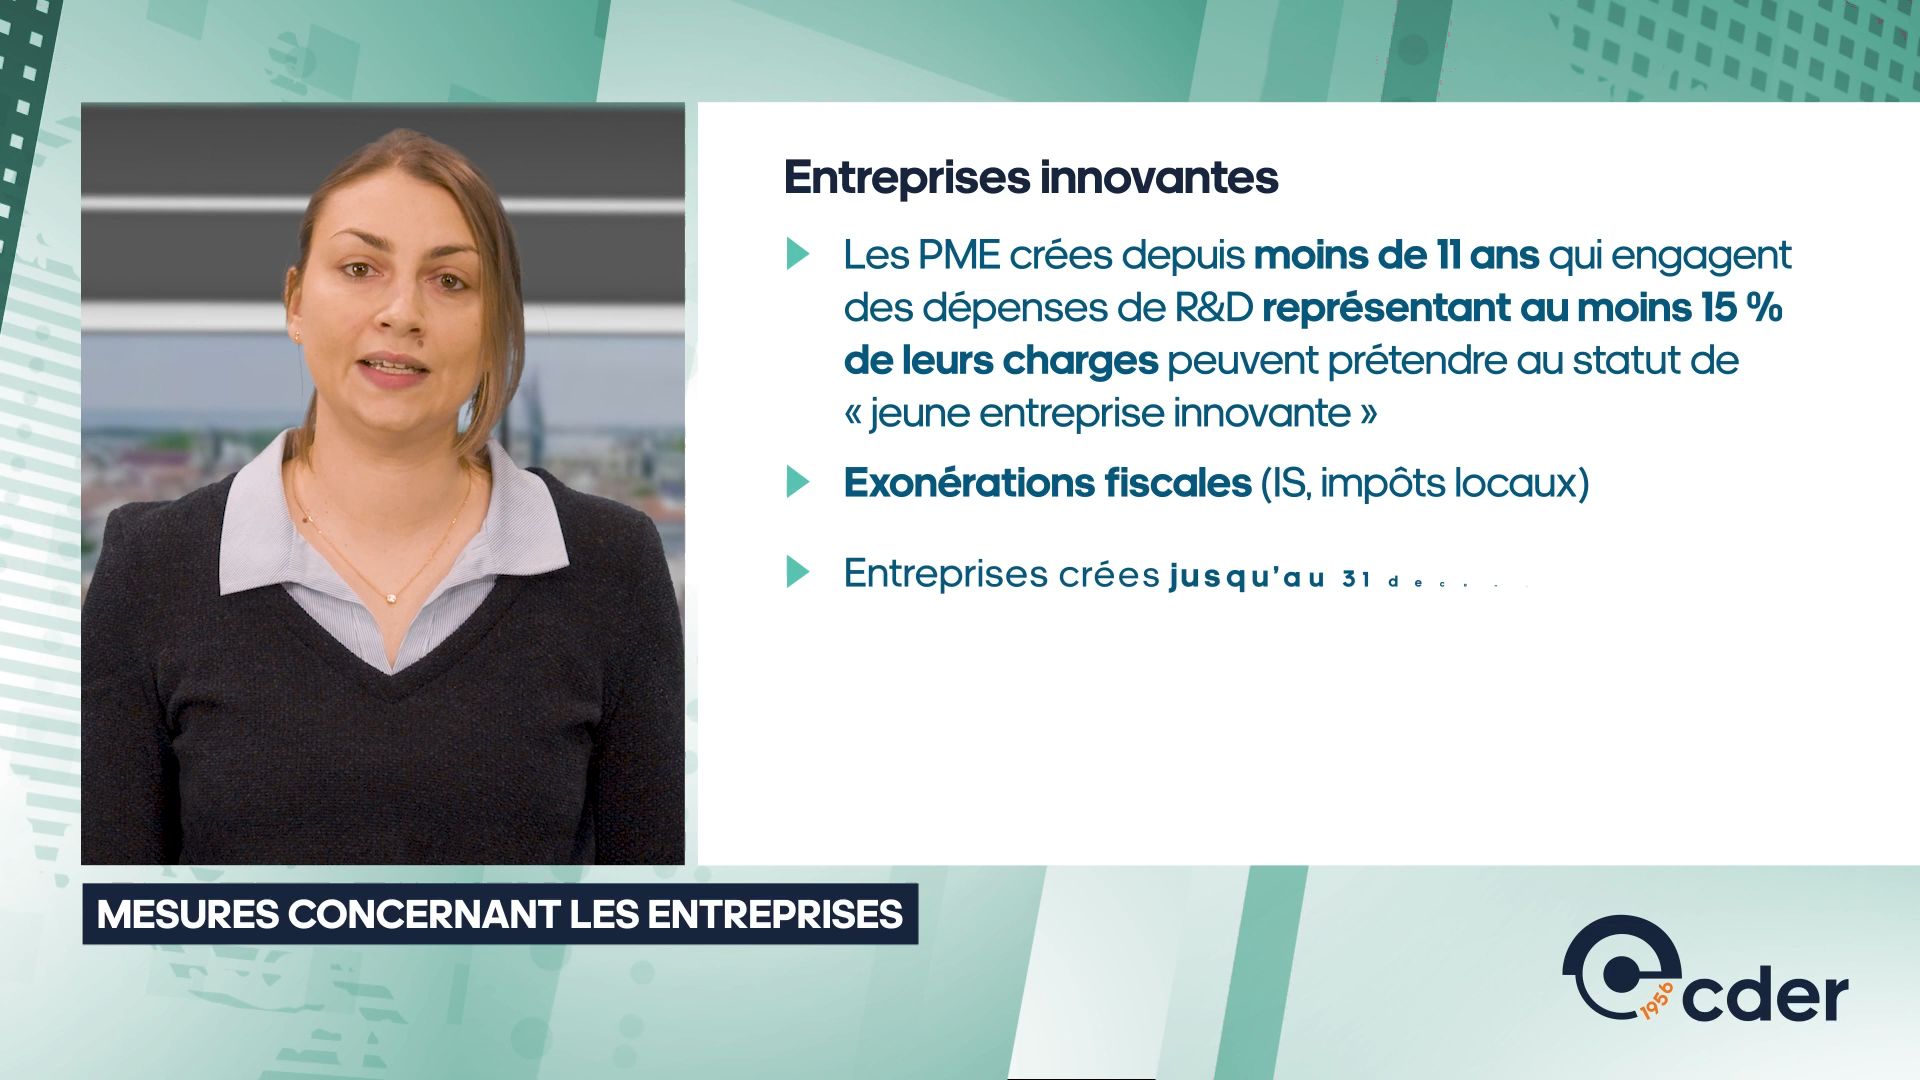 Entreprises innovantes
Les PME crées depuis moins de 11 ans qui engagent
des dépenses de R&D représentant au moins 15 %
de leurs charges peuvent prétendre au statut de
« jeune entreprise innovante »
Exonérations fiscales (IS, impôts locaux)
Entreprises crées jusqu'au 31 dec
MESURES CONCERNANT LES ENTREPRISES
1956
cder